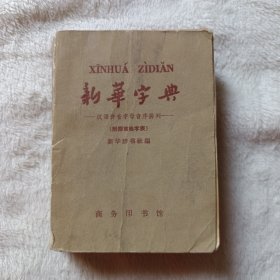 XĪNHUÁ ZÌDIǍN
新華字典
—汉语拼音字母音序排列—
(附部首检字表)
新华辞书社编
商务印书馆